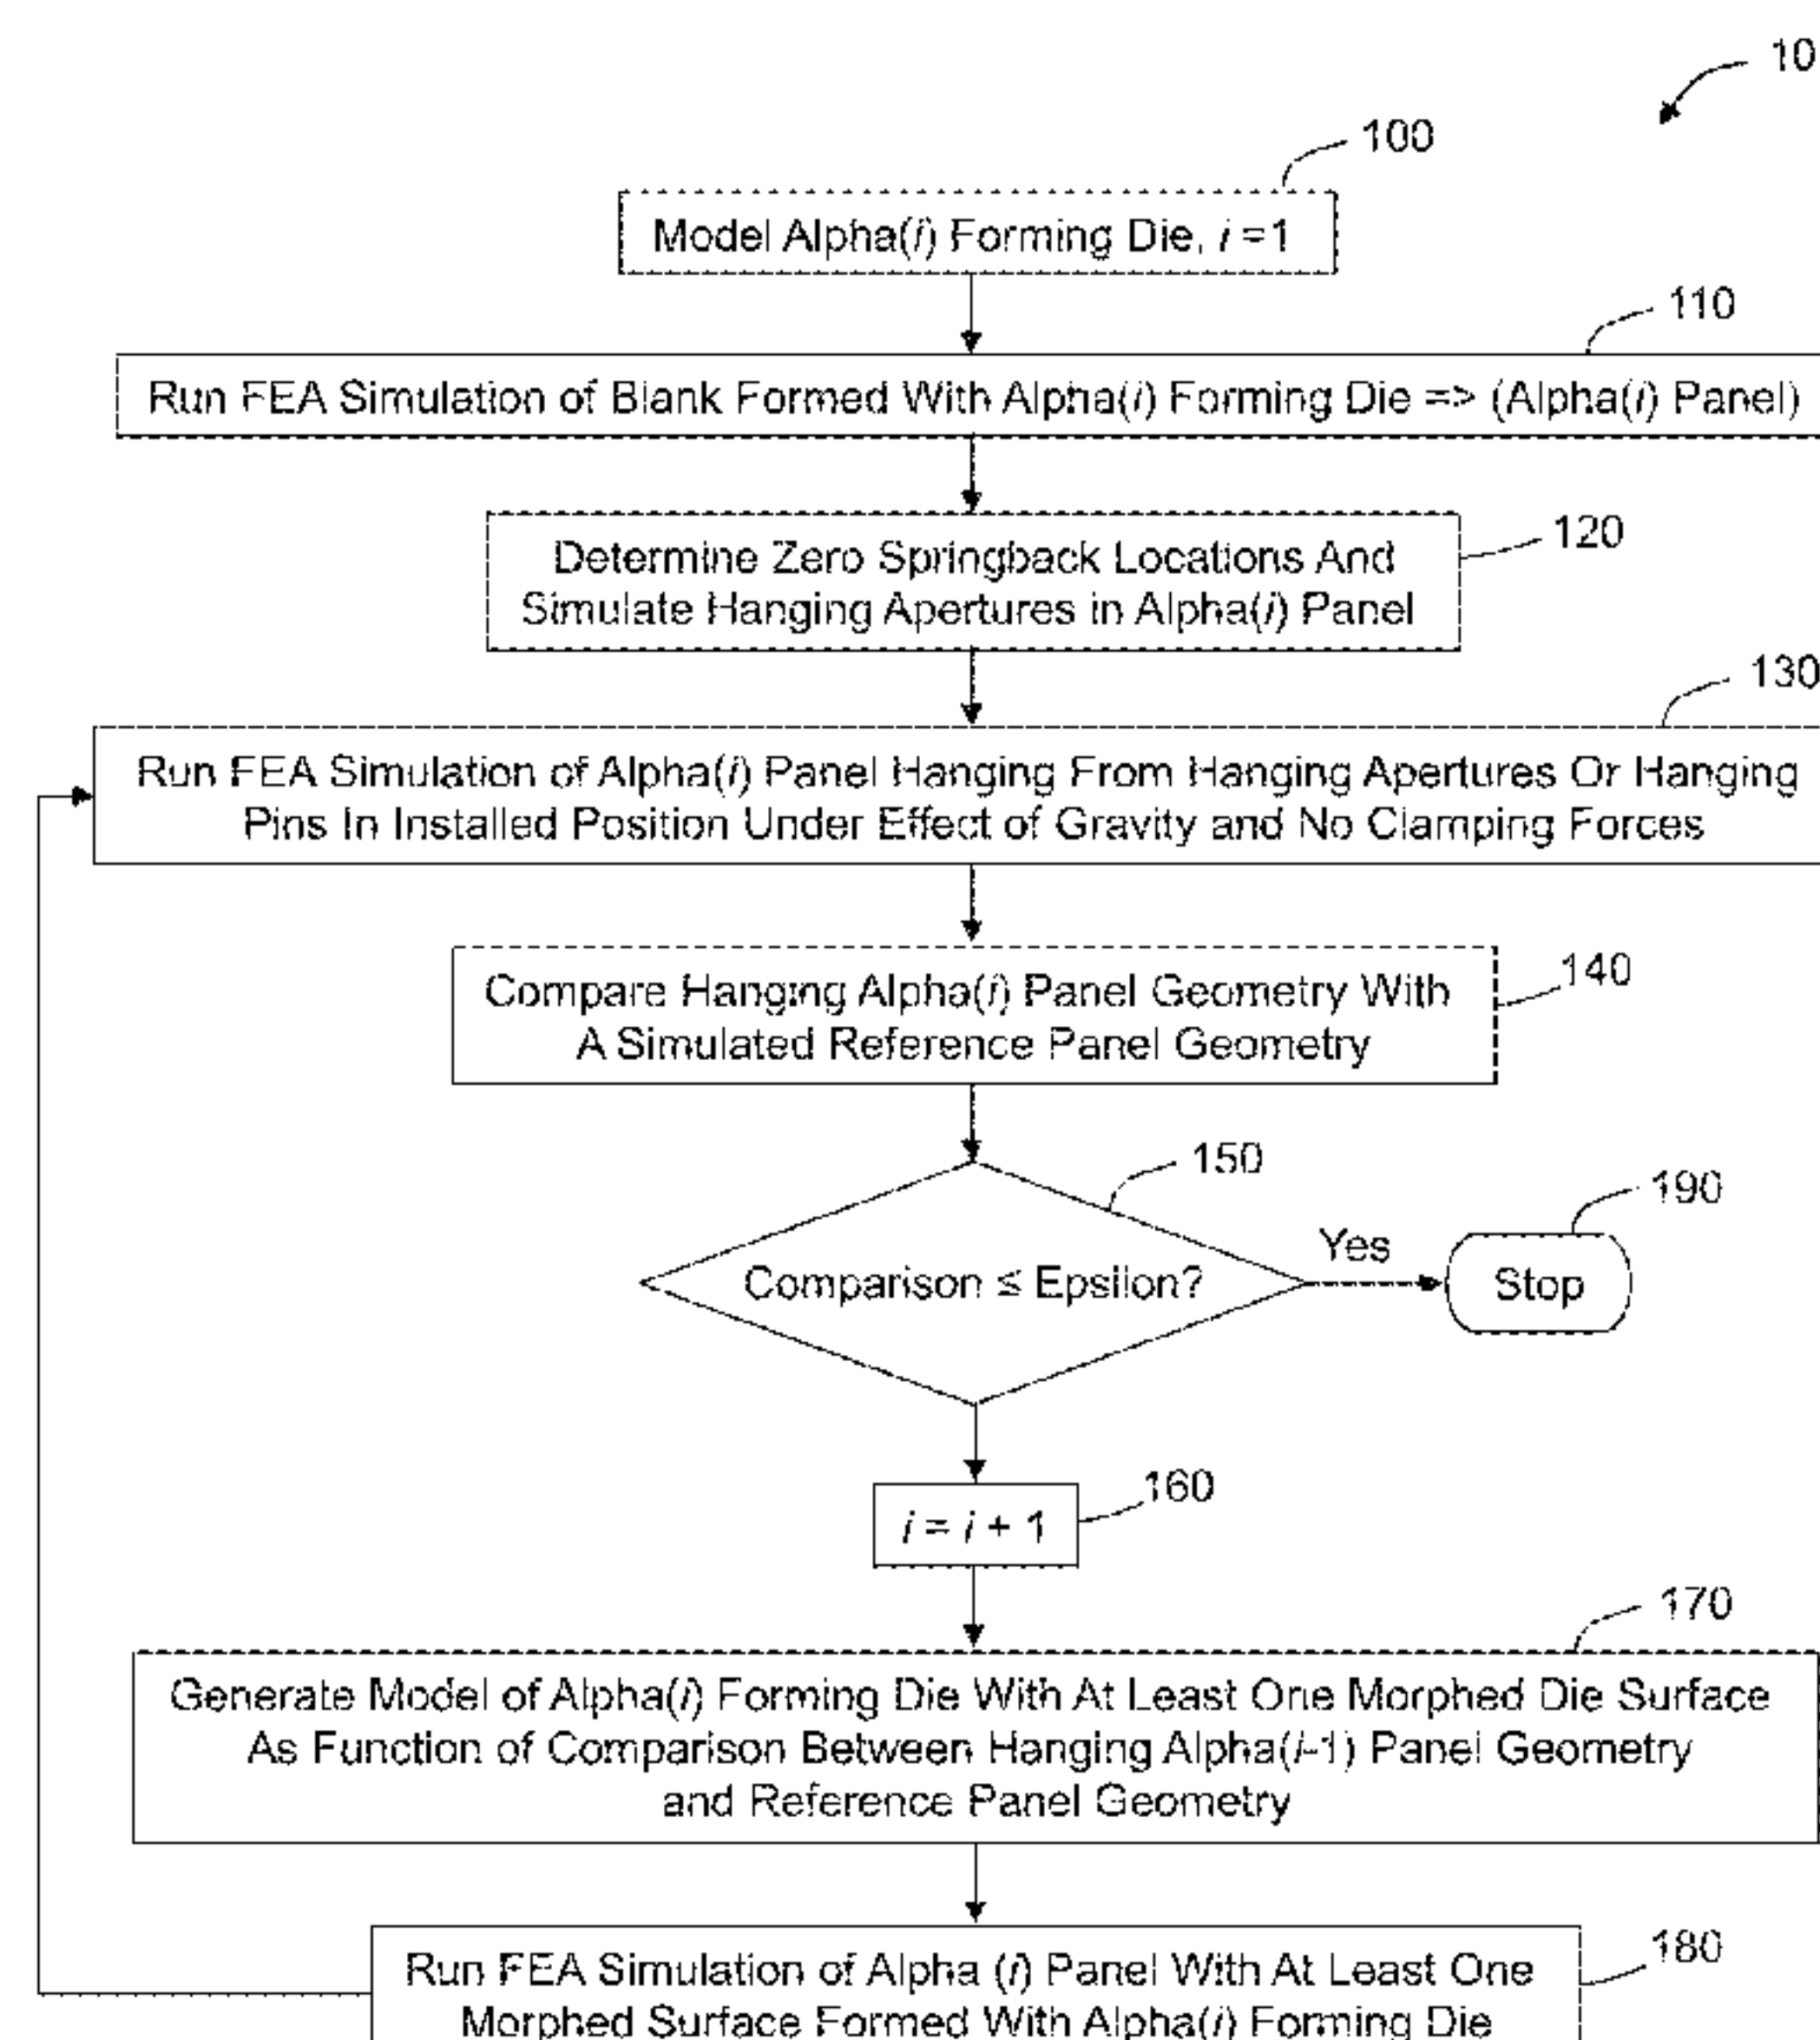 10
100
Model Alpha(i) Forming Die, i =1
110
Run FEA Simulation of Blank Formed With Alpha(i) Forming Die => (Alpha(i) Panel)
120
Determine Zero Springback Locations And
Simulate Hanging Apertures in Alpha(i) Panel
130
Run FEA Simulation of Alpha(i) Panel Hanging From Hanging Apertures Or Hanging
Pins In Installed Position Under Effect of Gravity and No Clamping Forces
140
Compare Hanging Alpha(i) Panel Geometry With
A Simulated Reference Panel Geometry
150
190
Yes
Comparison ≤ Epsilon?
Stop
160
i = i + 1
170
Generate Model of Alpha(i) Forming Die With At Least One Morphed Die Surface
As Function of Comparison Between Hanging Alpha(i-1) Panel Geometry
and Reference Panel Geometry
180
Run FEA Simulation of Alpha (i) Panel With At Least One
Morphed Surface Formed With Alpha(i) Forming Die